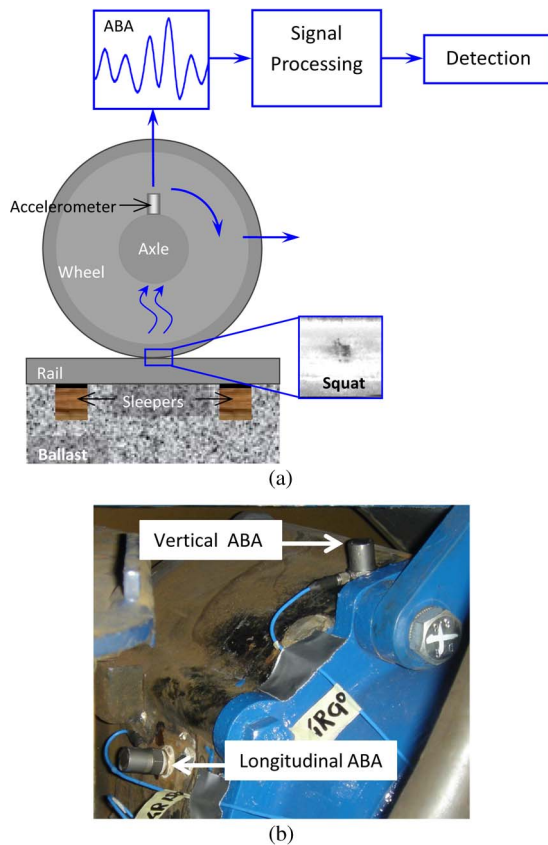 ABA
Signal
Processing
Detection
Accelerometer
Axle
Wheel
Rail
Squat
Sleepers
Ballast
(a)
Vertical ABA
Longitudinal ABA
(b)